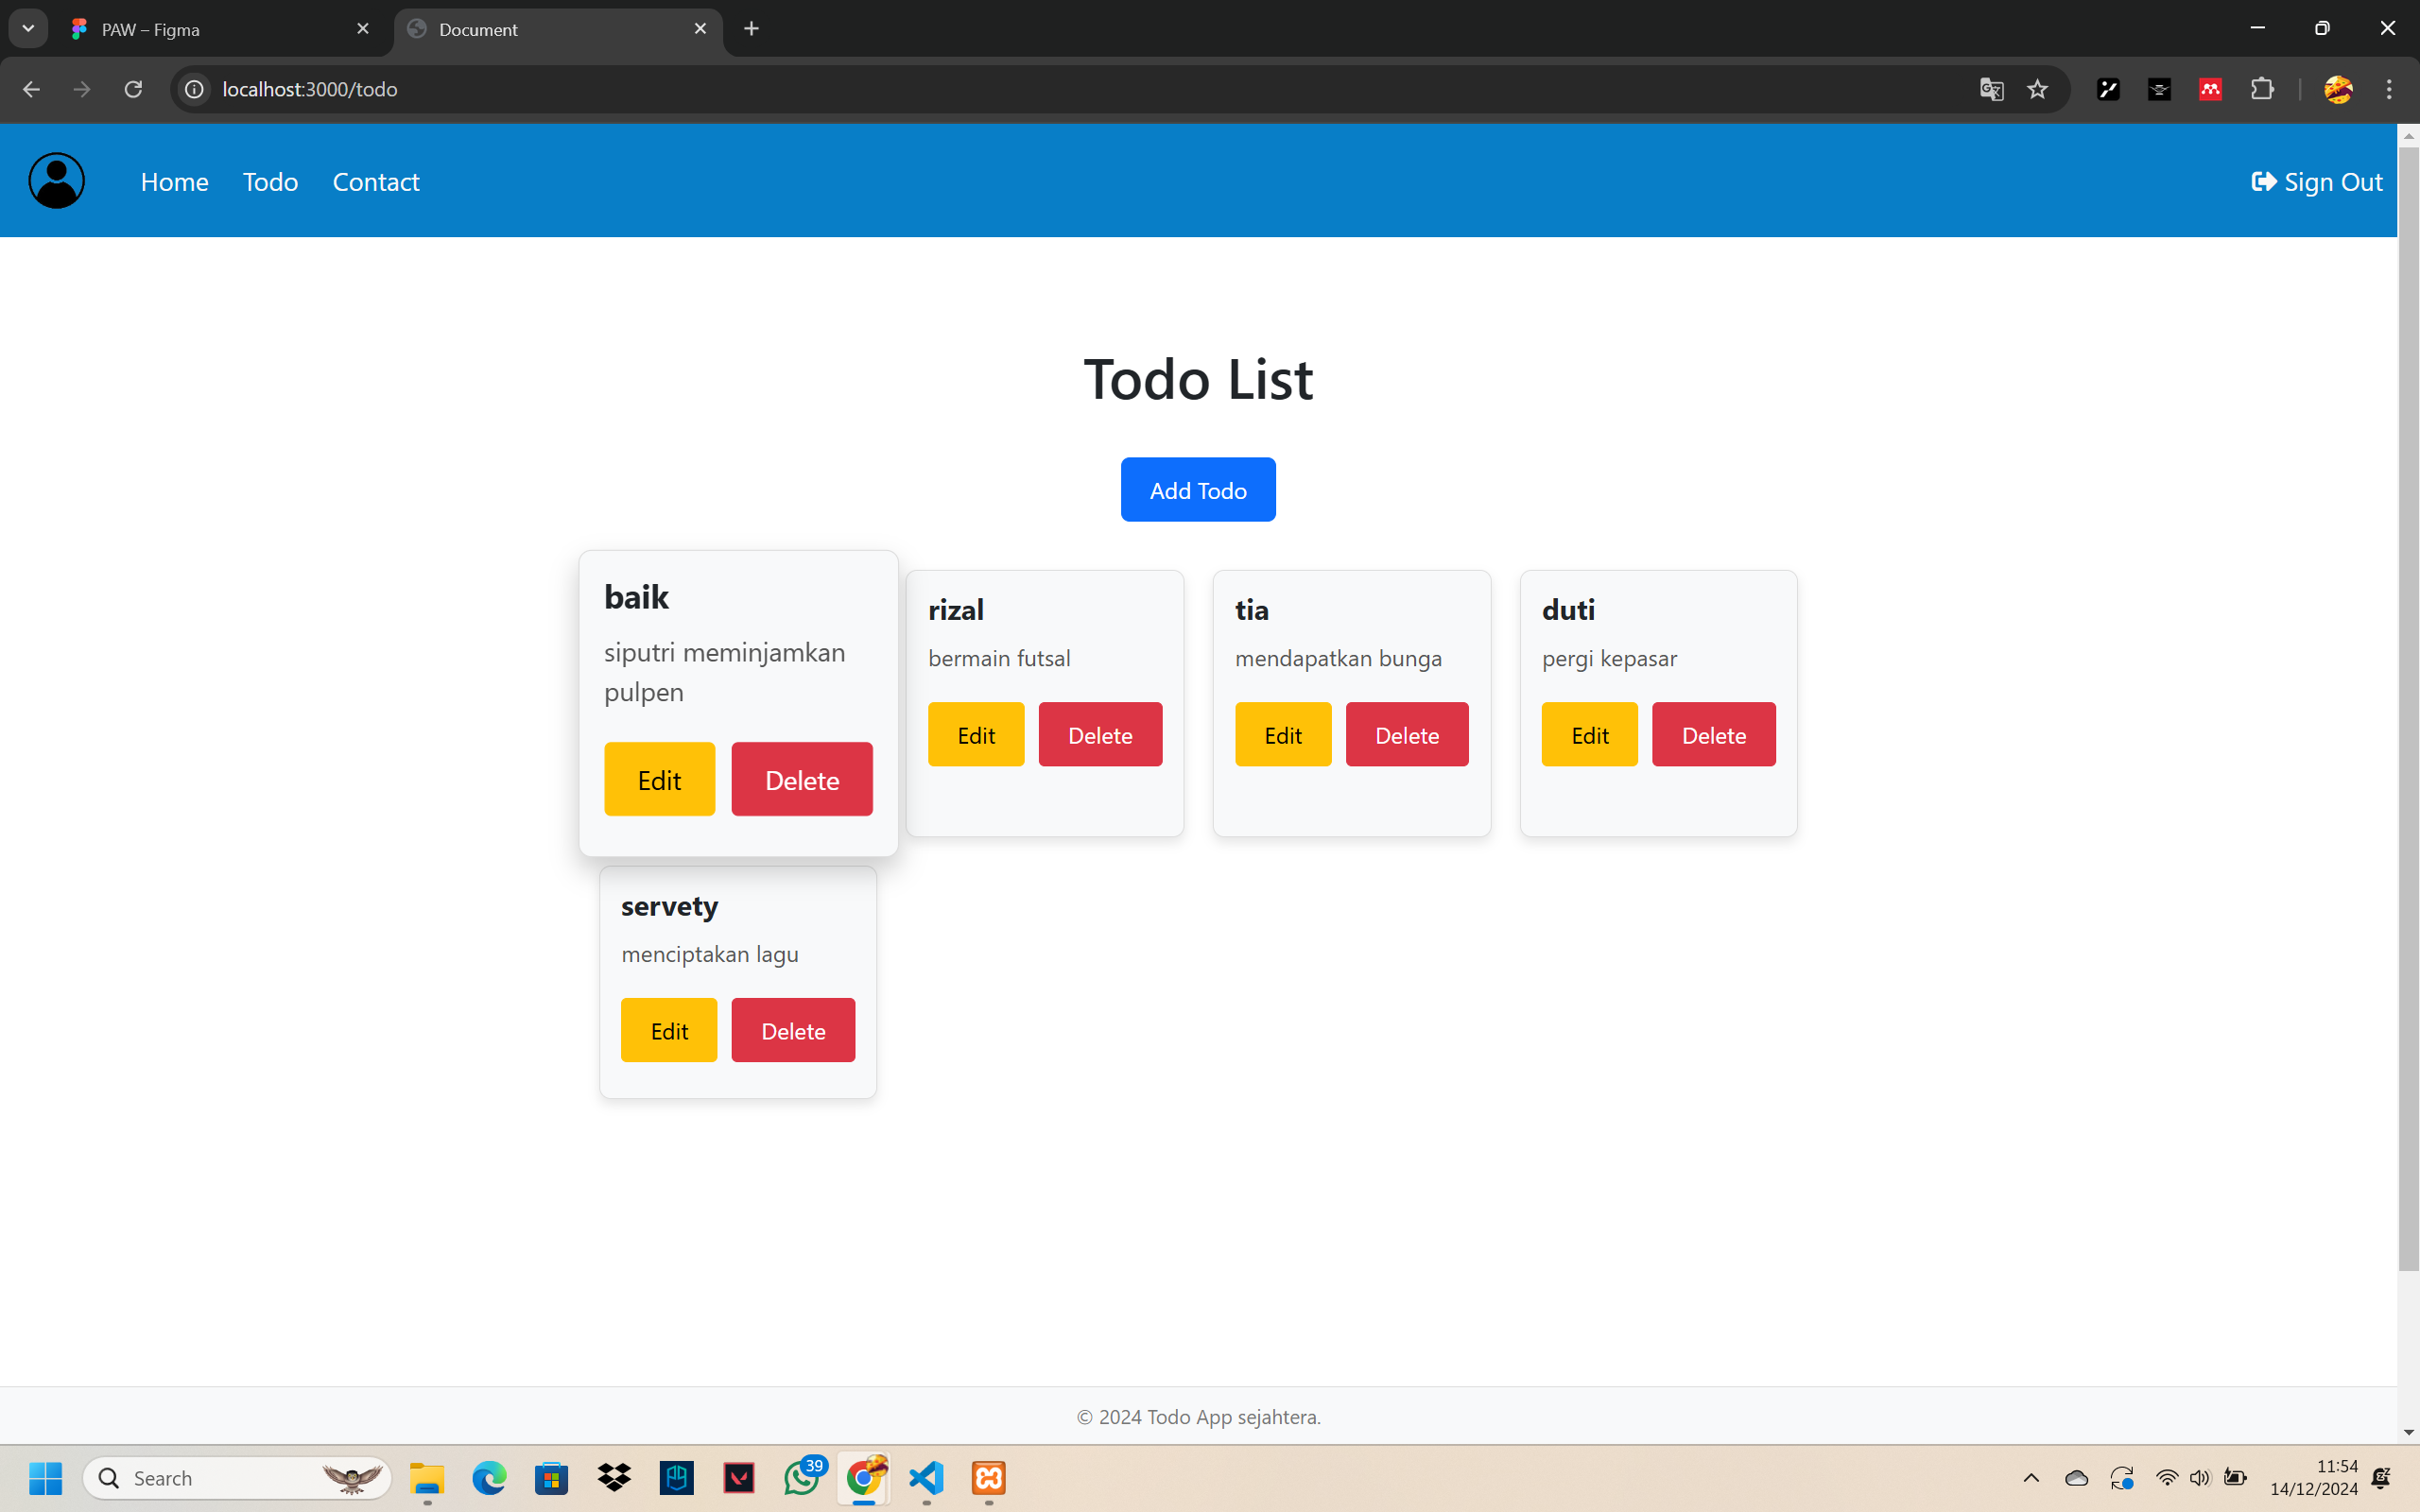 PAW – Figma
Document
localhost:3000/todo
Home
Todo
Contact
Sign Out
Todo List
Add Todo
baik
siputri meminjamkan
pulpen
Edit
Delete
rizal
bermain futsal
Edit
Delete
tia
mendapatkan bunga
Edit
Delete
duti
pergi kepasar
Edit
Delete
servety
menciptakan lagu
Edit
Delete
© 2024 Todo App sejahtera.
Search
39
11:54
14/12/2024